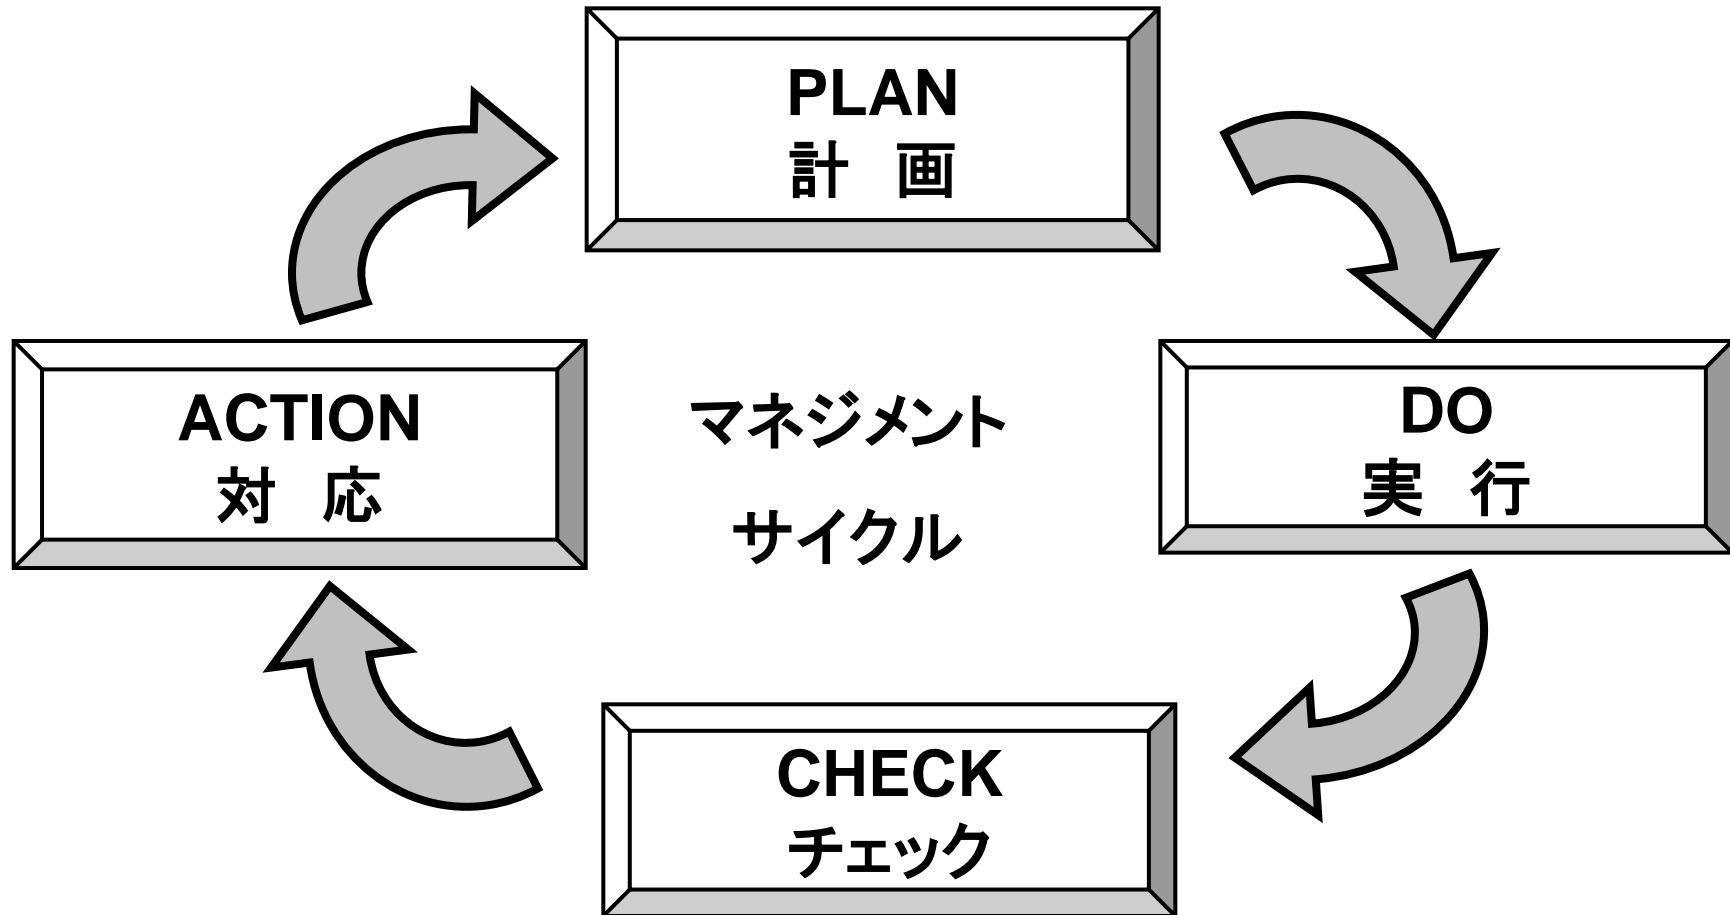 PLAN
計 画
ACTION
対 応
マネジメント
サイクル
DO
実 行
CHECK
チェック